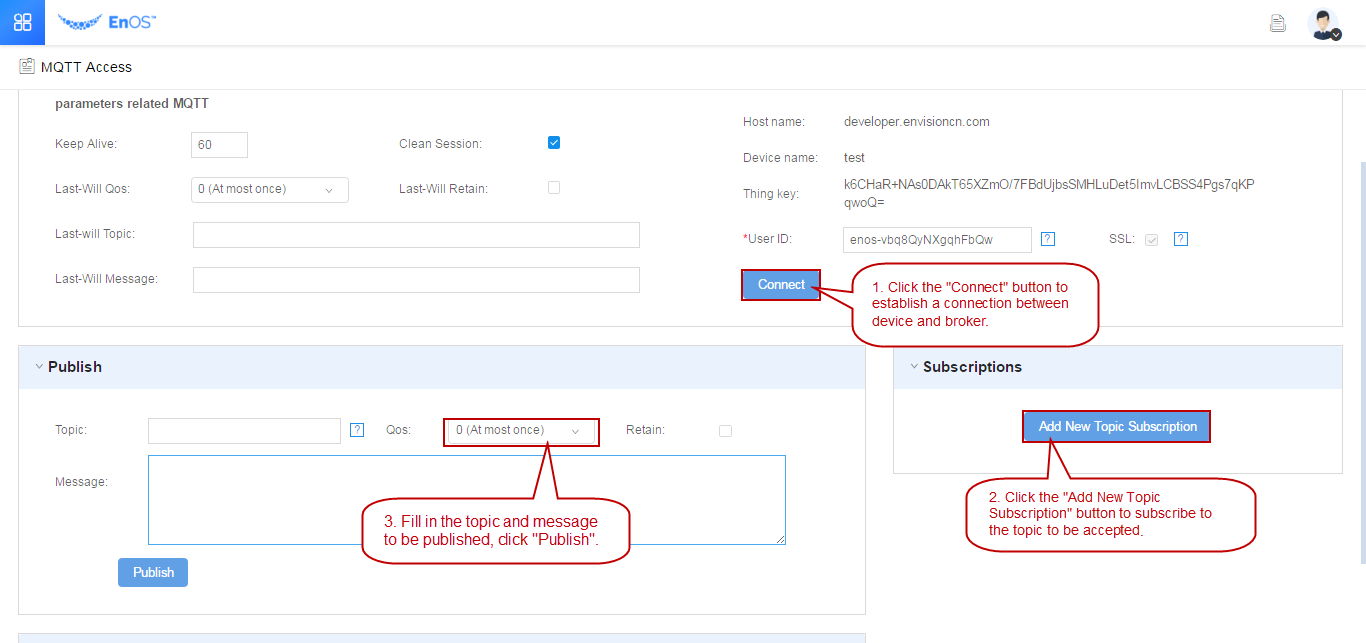 EnOS™
MQTT Access
parameters related MQTT
Keep Alive:
60
Clean Session:
Last-Will Qos:
0 (At most once)
Last-Will Retain:
Last-will Topic:
Last-Will Message:
Host name:
developer.envisioncn.com
Device name:
test
Thing key:
k6CHaR+NAs0DAkT65XZmO/7FBdUjbsSMHLuDet5ImvLCBSS4Pgs7qKP
qwoQ=
*User ID:
enos-vbq8QyNXgqhFbQw
?
SSL:
?
Connect
1. Click the "Connect" button to
establish a connection between
device and broker.
Publish
Topic:
?
Qos:
0 (At most once)
Retain:
Message:
3. Fill in the topic and message
to be published, click "Publish".
Publish
Subscriptions
Add New Topic Subscription
2. Click the "Add New Topic
Subscription" button to subscribe to
the topic to be accepted.